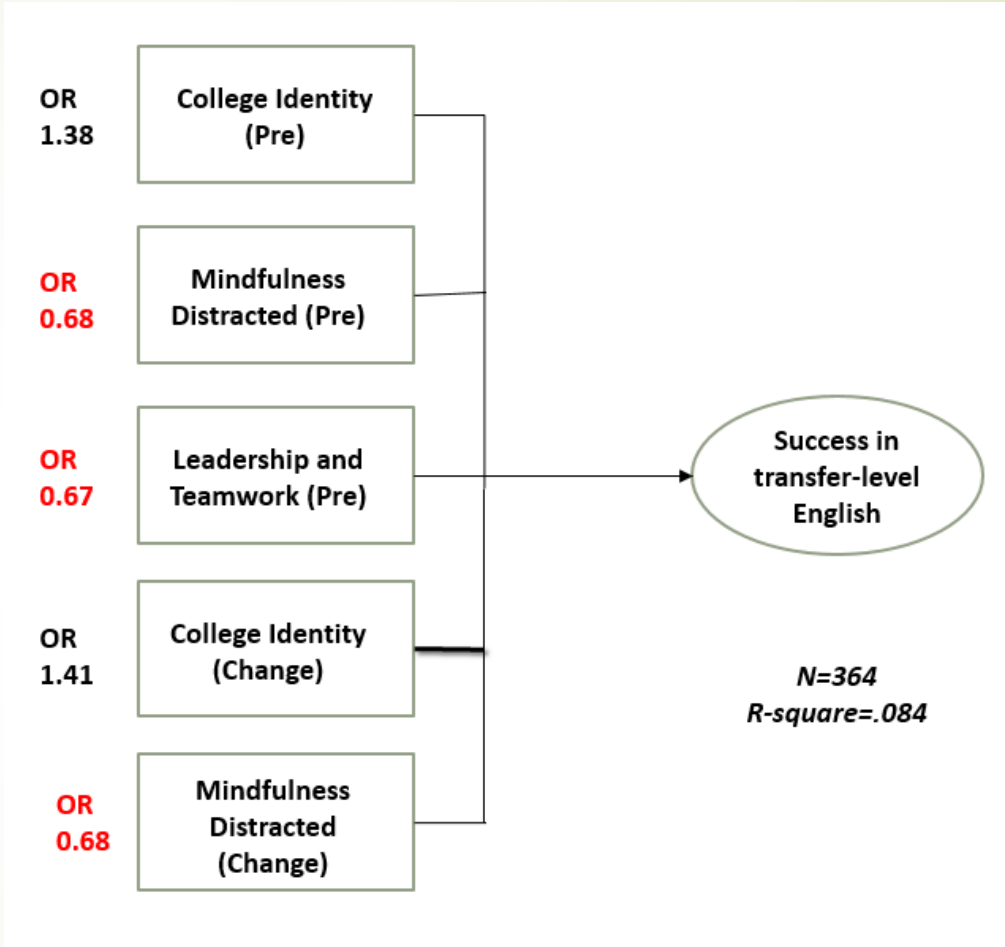 OR
1.38
College Identity
(Pre)
OR
0.68
Mindfulness
Distracted (Pre)
OR
0.67
Leadership and
Teamwork (Pre)
Success in
transfer-level
English
OR
1.41
College Identity
(Change)
N=364
R-square=.084
OR
0.68
Mindfulness
Distracted
(Change)